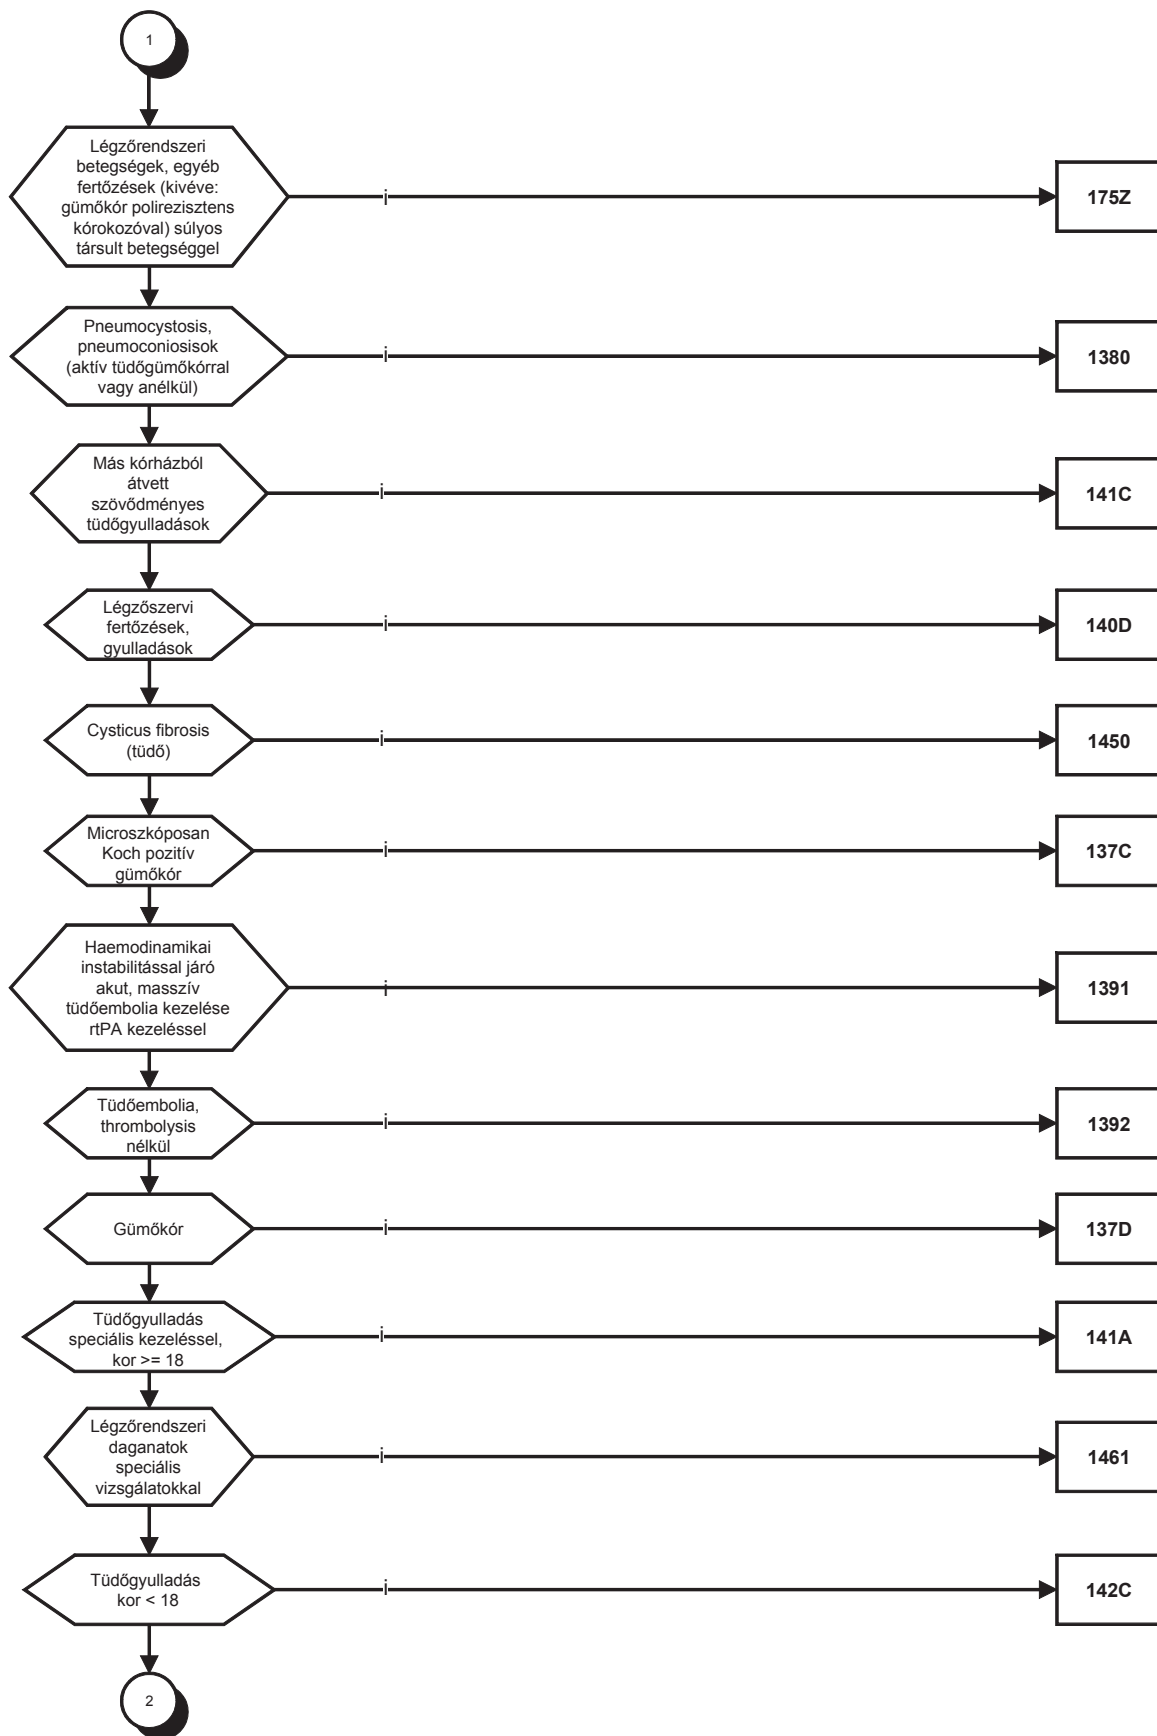 1
Légzőrendszeri
betegségek, egyéb
fertőzések (kivéve:
gümőkór polirezisztens
kórokozóval) súlyos
társult betegséggel
i
175Z
Pneumocystosis,
pneumoconiosisok
(aktív tüdőgümőkórral
vagy anélkül)
i
1380
Más kórházból
átvett
szövődményes
tüdőgyulladások
i
141C
Légzőszervi
fertőzések,
gyulladások
i
140D
Cysticus fibrosis
(tüdő)
i
1450
Microszkóposan
Koch pozitív
gümőkór
i
137C
Haemodinamikai
instabilitással járó
akut, masszív
tüdőembolia kezelése
rtPA kezeléssel
i
1391
Tüdőembolia,
thrombolysis
nélkül
i
1392
Gümőkór
i
137D
Tüdőgyulladás
speciális kezeléssel,
kor >= 18
i
141A
Légzőrendszeri
daganatok
speciális
vizsgálatokkal
i
1461
Tüdőgyulladás
kor < 18
i
142C
2